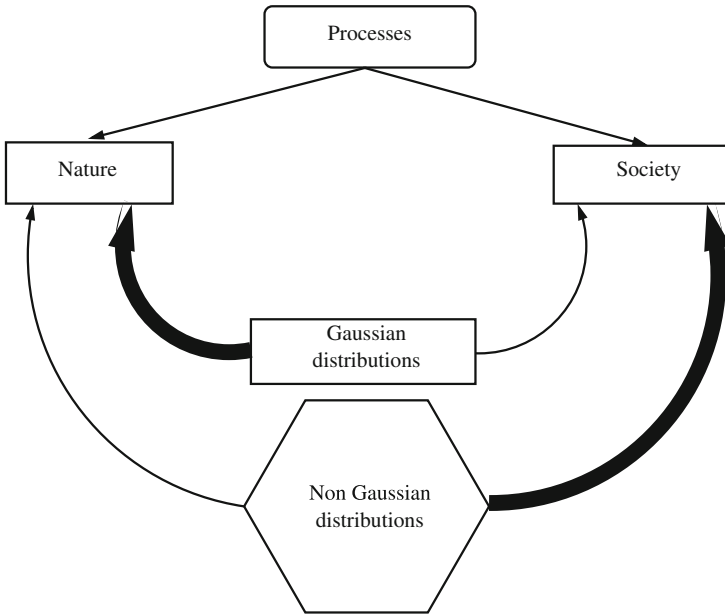 Processes
Nature
Society
Gaussian
distributions
Non Gaussian
distributions